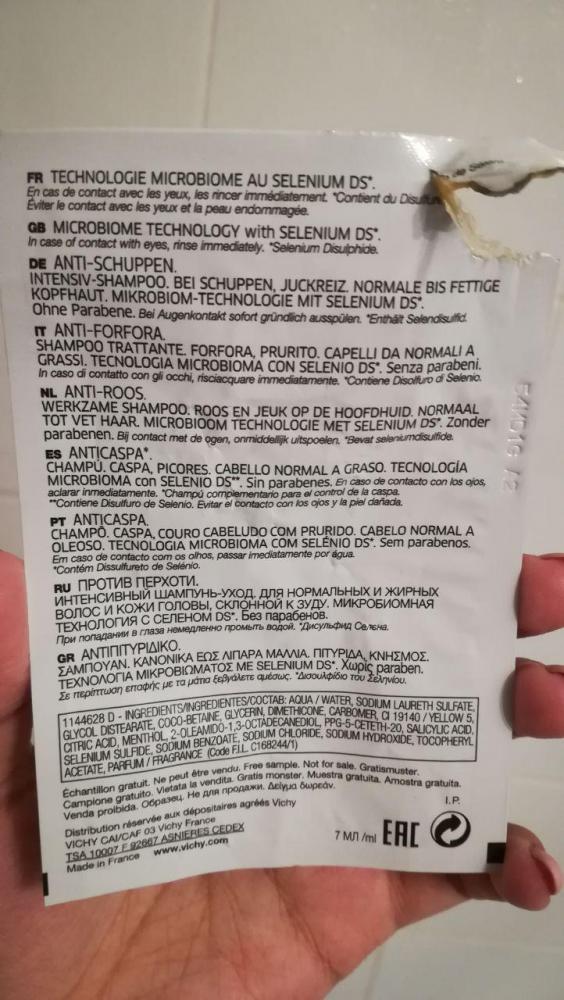 FR TECHNOLOGIE MICROBIOME AU SELENIUM DS*.
En cas de contact avec les yeux, les rincer immédiatement. *Contient du
Éviter le contact avec les yeux et la peau endommagée.
GB MICROBIOME TECHNOLOGY with SELENIUM DS*.
In case of contact with eyes, rinse immediately. *Selenium Disulphide.
DE ANTI-SCHUPPEN.
INTENSIV-SHAMPOO. BEI SCHUPPEN, JUCKREIZ. NORMALE BIS FETTIGE
KOPFHAUT. MIKROBIOM-TECHNOLOGIE MIT SELENIUM DS*.
Ohne Parabene. Bei Augenkontakt sofort gründlich ausspülen. *Enthält Selendisulfid.
IT ANTI-FORFORA.
SHAMPOO TRATTANTE. FORFORA, PRURITO. CAPELLI DA NORMALI A
GRASSI. TECNOLOGIA MICROBIOMA CON SELENIO DS*. Senza parabeni.
In caso di contatto con gli occhi, risciacquare immediatamente. *Contiene Disolfuro di Selenio.
NL ANTI-ROOS.
WERKZAME SHAMPOO. ROOS EN JEUK OP DE HOOFDHUID. NORMAAL
TOT VET HAAR. MICROBIOOM TECHNOLOGIE MET SELENIUM DS*. Zonder
parabenen. Bij contact met de ogen, onmiddellijk uitspoelen. *Bevat seleniumdisulfide.
ES ANTICASPA*.
CHAMPÚ. CASPA, PICORES. CABELLO NORMAL A GRASO. TECNOLOGÍA
MICROBIOMA con SELENIO DS**. Sin parabenes. En caso de contacto con los ojos,
aclarar inmediatamente. *Champú complementario para el control de la caspa.
**Contiene Disulfuro de Selenio. Evitar el contacto con los ojos y la piel dañada.
PT ANTICASPA.
CHAMPÔ. CASPA, COURO CABELUDO COM PRURIDO. CABELO NORMAL A
OLEOSO. TECNOLOGIA MICROBIOMA COM SELÉNIO DS*. Sem parabenos.
Em caso de contacto com os olhos, passar imediatamente por água.
*Contém Dissulfureto de Selénio.
RU ПРОТИВ ПЕРХОТИ.
ИНТЕНСИВНЫЙ ШАМПУНЬ-УХОД. ДЛЯ НОРМАЛЬНЫХ И ЖИРНЫХ
ВОЛОС И КОЖИ ГОЛОВЫ, СКЛОННОЙ К ЗУДУ. МИКРОБИОМНАЯ
ТЕХНОЛОГИЯ С СЕЛЕНОМ DS*. Без парабенов.
При попадании в глаза немедленно промыть водой. *Дисульфид Селена.
GR ΑΝΤΙΠΙΤΥΡΙΔΙΚΟ.
ΣΑΜΠΟΥΑΝ. ΚΑΝΟΝΙΚΑ ΕΩΣ ΛΙΠΑΡΑ ΜΑΛΛΙΑ. ΠΙΤΥΡΙΔΑ, ΚΝΗΣΜΟΣ.
ΤΕΧΝΟΛΟΓΙΑ ΜΙΚΡΟΒΙΩΜΑΤΟΣ ΜΕ SELENIUM DS*. Χωρίς paraben.
Σε περίπτωση επαφής με τα μάτια ξεβγάλετε αμέσως. *Δισουλφίδιο του Σεληνίου.
1144628 D - INGREDIENTS/INGREDIENTES/СОСТАВ: AQUA / WATER, SODIUM LAURETH SULFATE,
GLYCOL DISTEARATE, COCO-BETAINE, GLYCERIN, DIMETHICONE, CARBOMER, CI 19140 / YELLOW 5,
CITRIC ACID, MENTHOL, 2-OLEAMIDO-1,3-OCTADECANEDIOL, PPG-5-CETETH-20, SALICYLIC ACID,
SELENIUM SULFIDE, SODIUM BENZOATE, SODIUM CHLORIDE, SODIUM HYDROXIDE, TOCOPHERYL
ACETATE, PARFUM / FRAGRANCE (Code F.I.L. C168244/1)
Échantillon gratuit. Ne peut être vendu. Free sample. Not for sale. Gratismuster.
Campione gratuito. Vietata la vendita. Gratis monster. Muestra gratuita. Amostra gratuita.
Venda proibida. Образец. Не для продажи. Δείγμα δωρεάν.
Distribution réservée aux dépositaires agréés Vichy
VICHY CAI/CAF 03 Vichy France
TSA 10007 F 92667 ASNIERES CEDEX
Made in France www.vichy.com
I.P.
7 МЛ /ml EAC